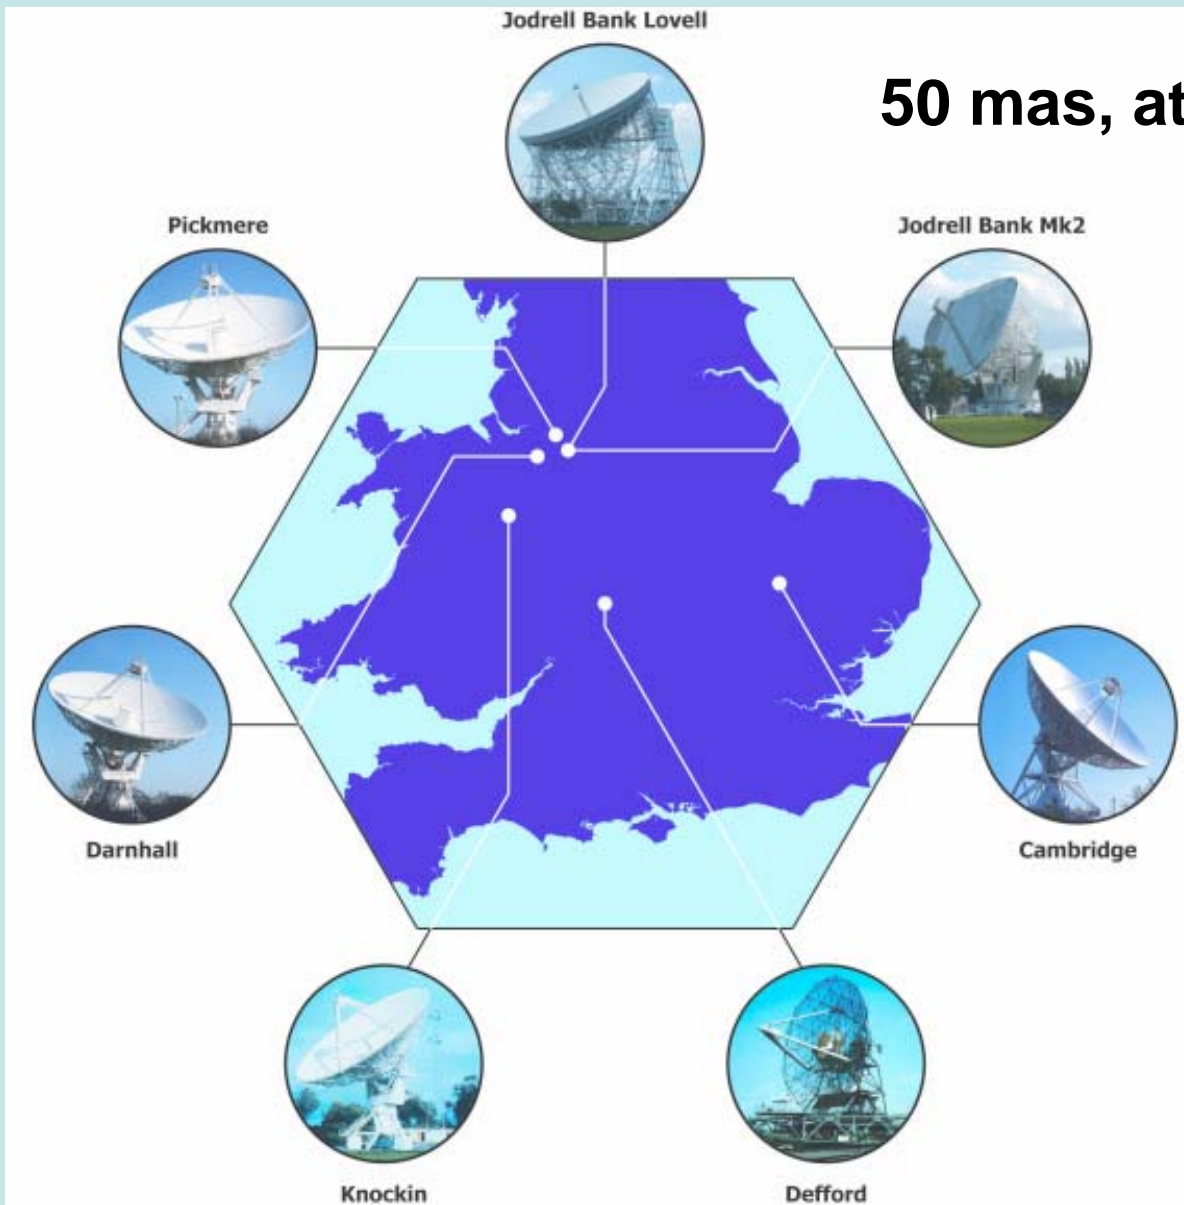 Jodrell Bank Lovell
50 mas, at
Pickmere
Jodrell Bank Mk2
Darnhall
Cambridge
Knockin
Defford